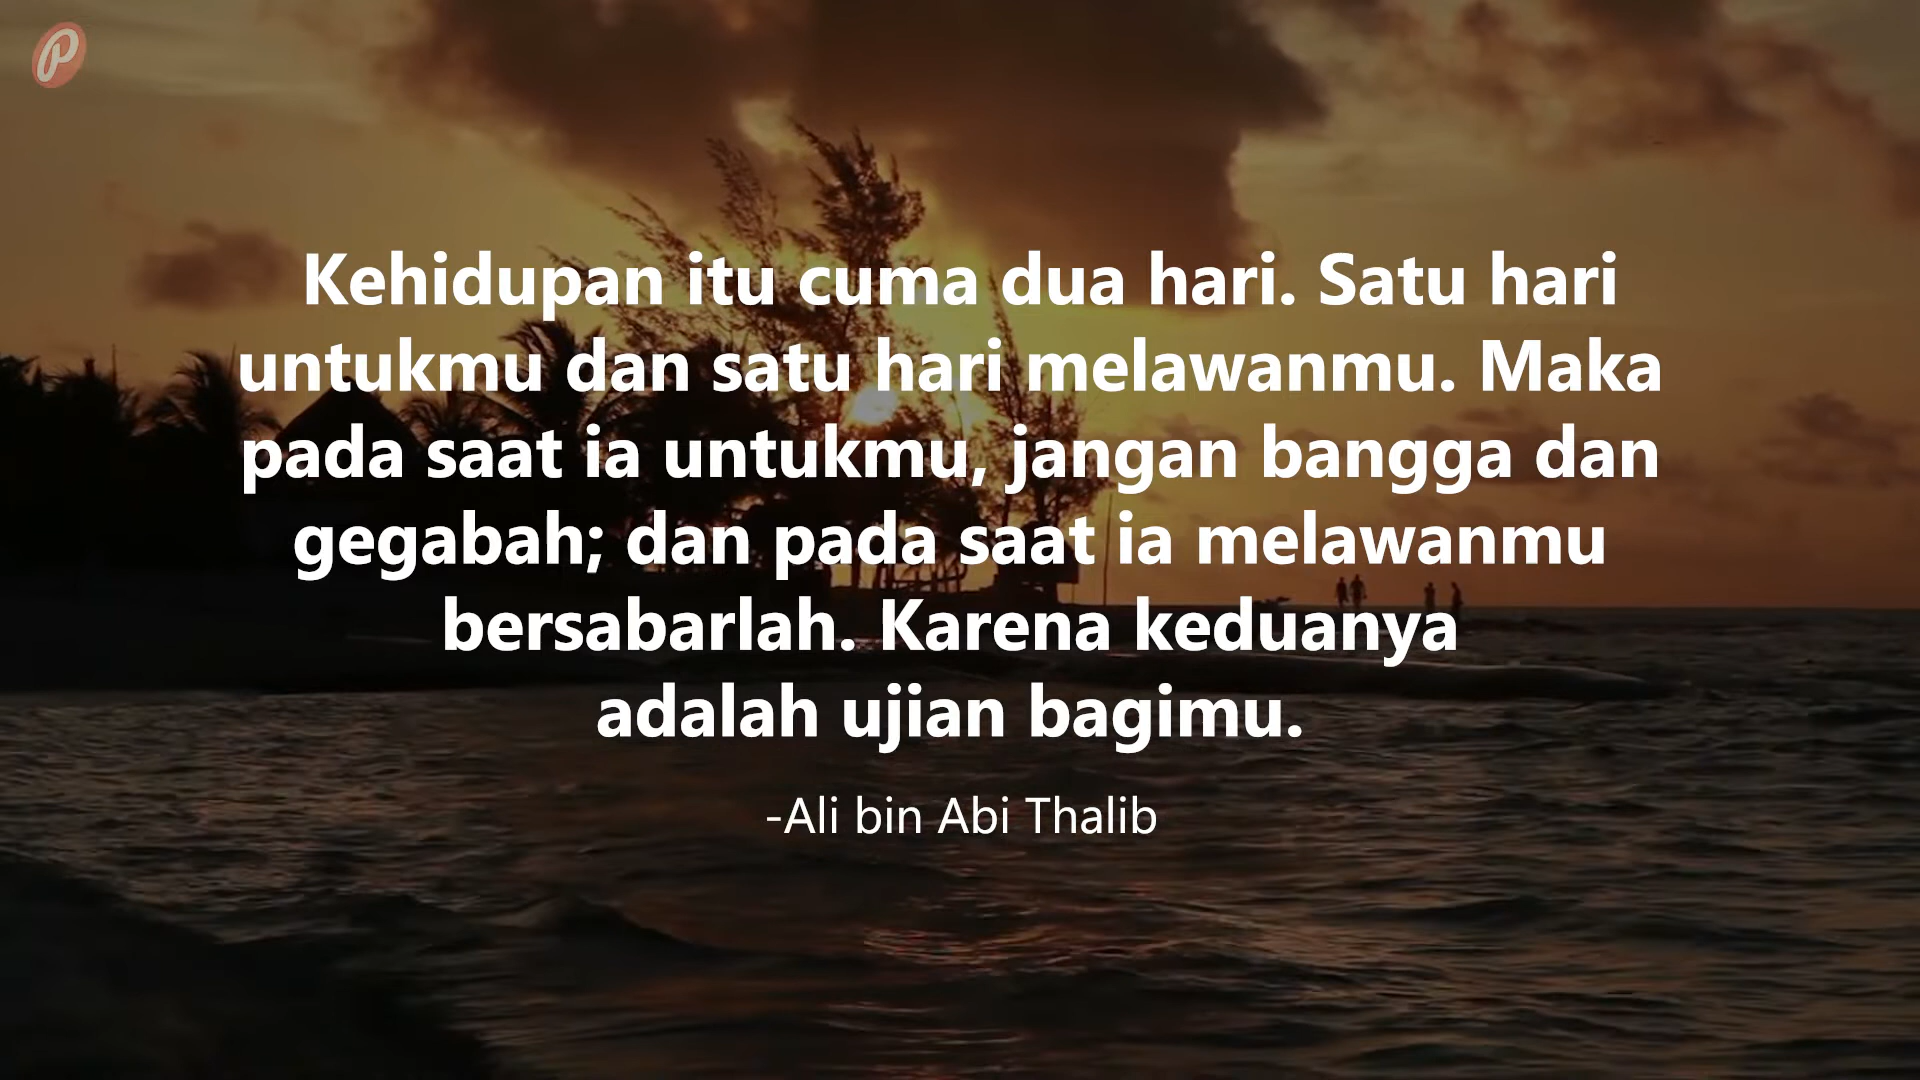 P
Kehidupan itu cuma dua hari. Satu hari
untukmu dan satu hari melawanmu. Maka
pada saat ia untukmu, jangan bangga dan
gegabah; dan pada saat ia melawanmu
bersabarlah. Karena keduanya
adalah ujian bagimu.
-Ali bin Abi Thalib